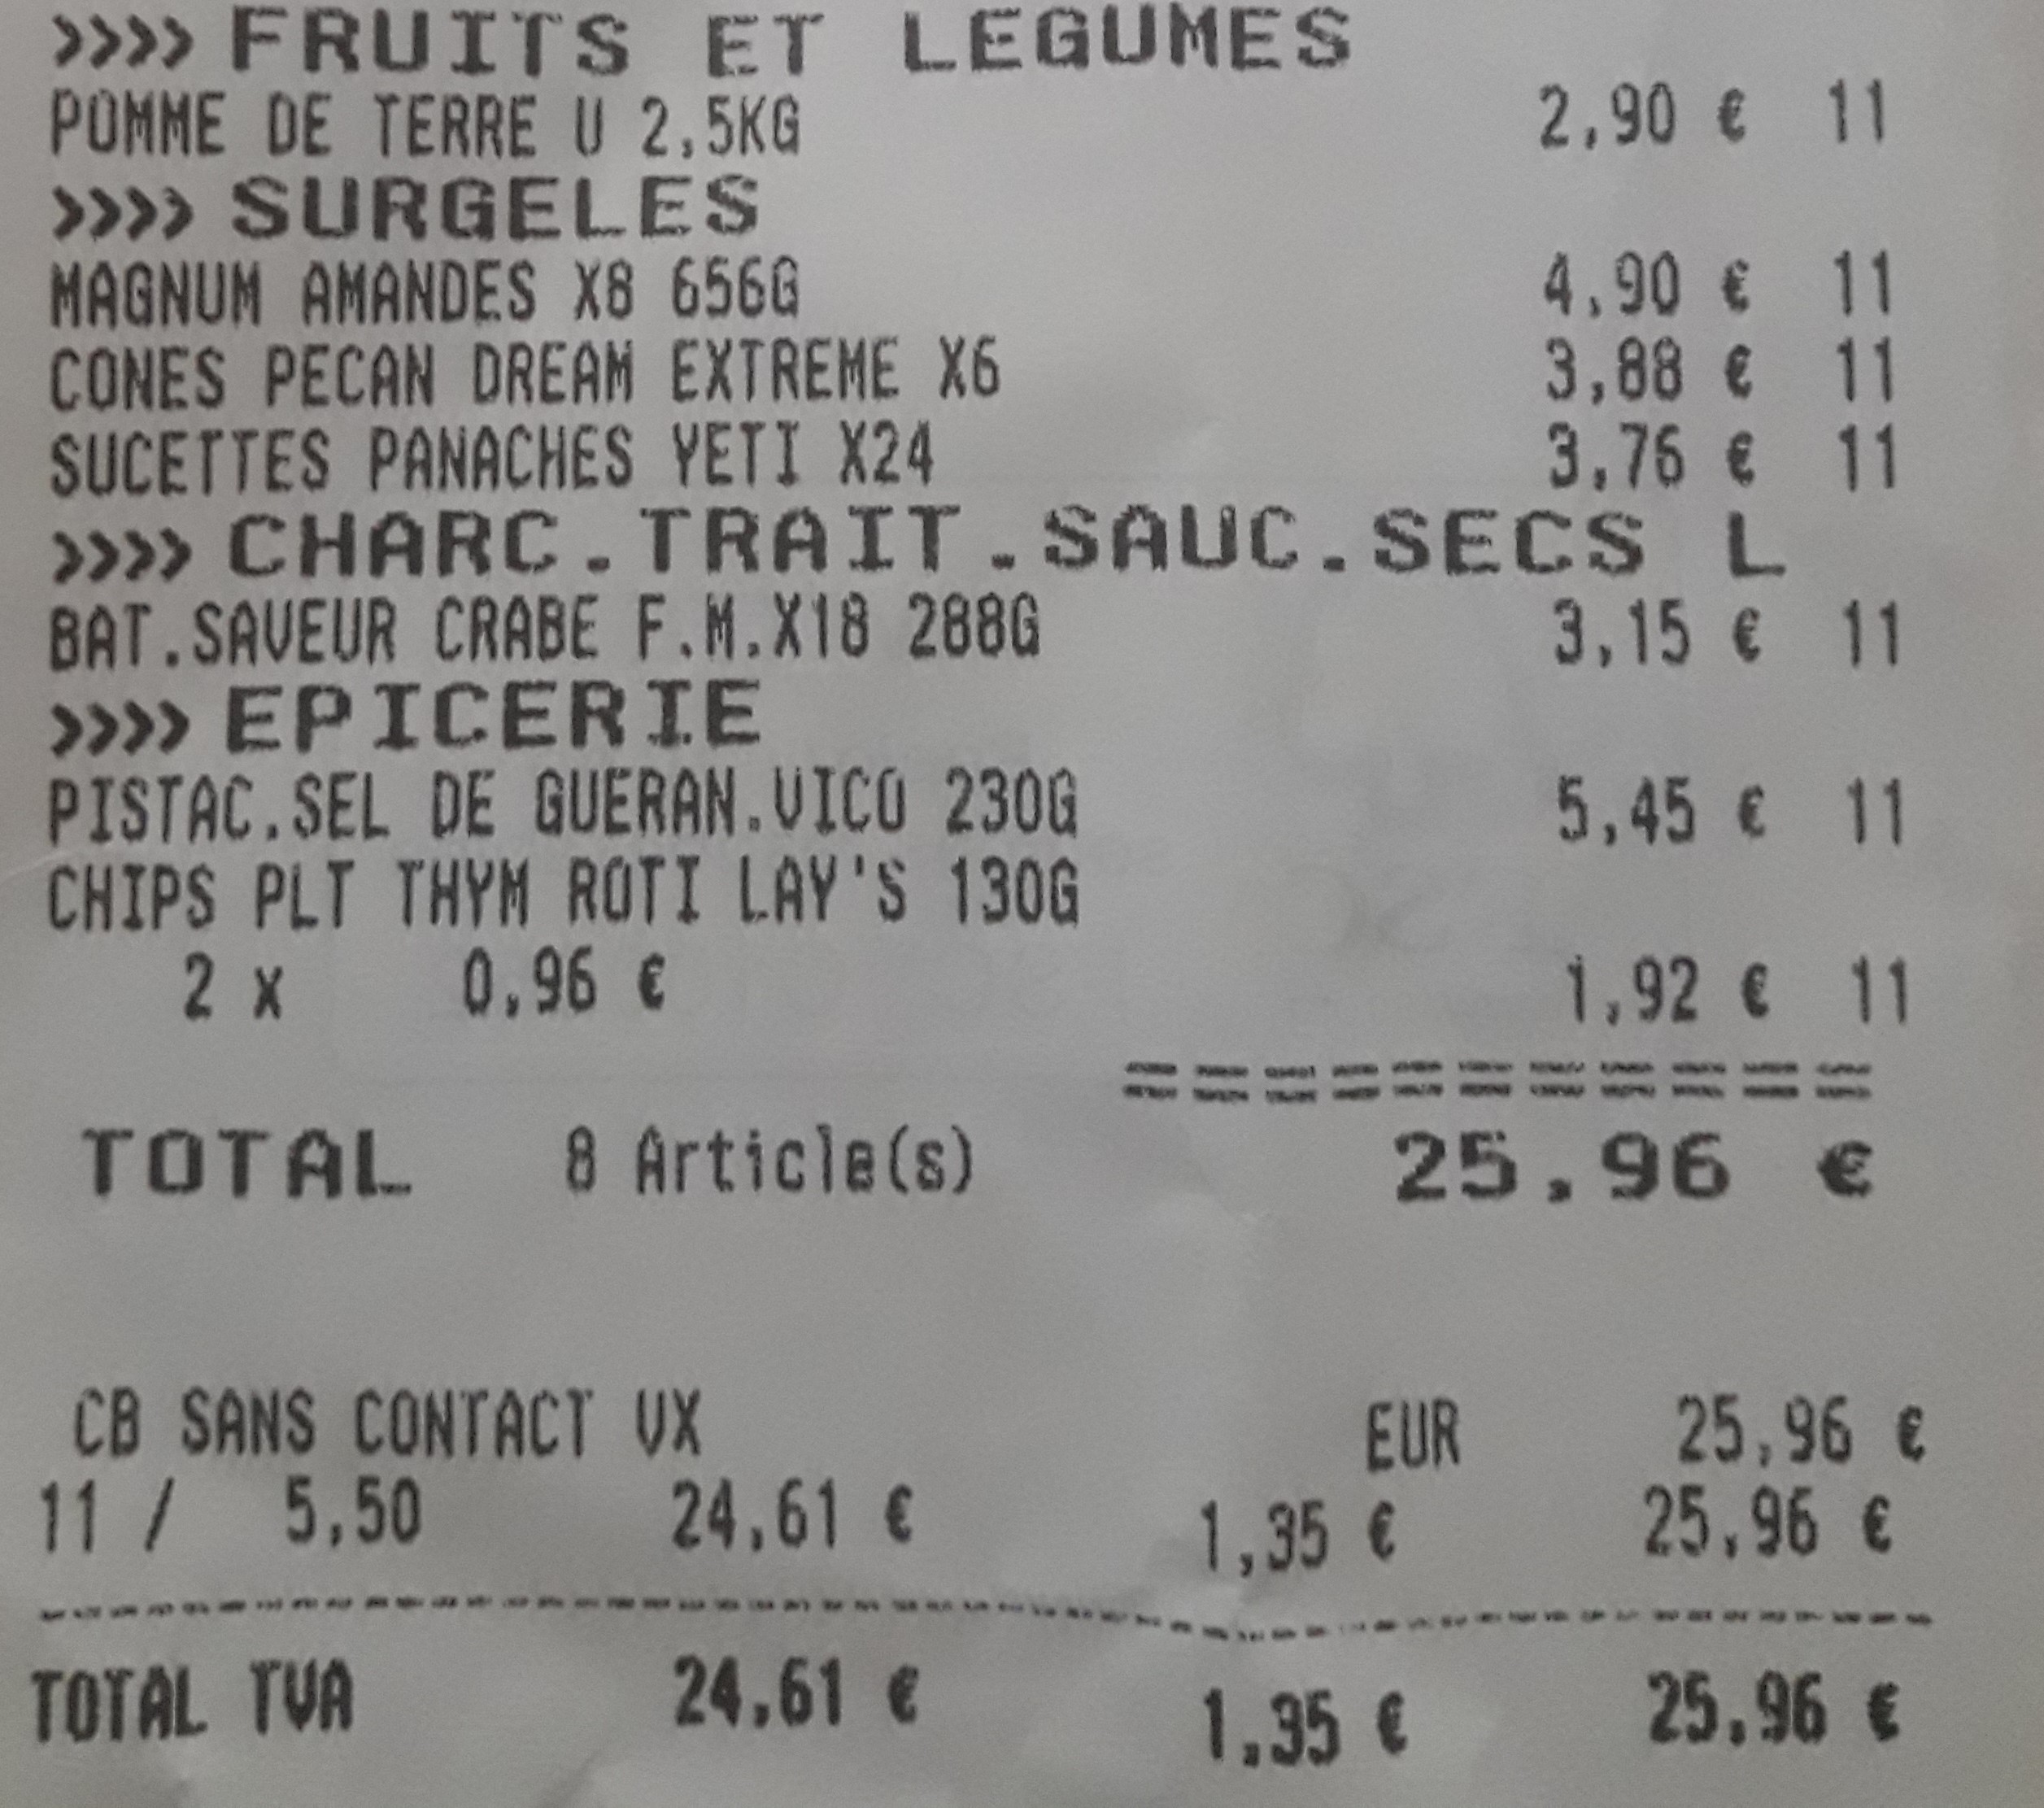 >>>> FRUITS ET LEGUMES
POMME DE TERRE U 2,5KG 2,90 € 11
>>>> SURGELES
MAGNUM AMANDES X8 656G 4,90 € 11
CONES PECAN DREAM EXTREME X6 3,88 € 11
SUCETTES PANACHES YETI X24 3,76 € 11
>>>> CHARC.TRAIT.SAUC.SECS L
BAT.SAVEUR CRABE F.M.X18 288G 3,15 € 11
>>>> EPICERIE
PISTAC.SEL DE GUERAN.VICO 230G 5,45 € 11
CHIPS PLT THYM ROTI LAY'S 130G
2 x 0,96 € 1,92 € 11
===========
TOTAL 8 Article(s) 25,96 €
CB SANS CONTACT VX EUR 25,96 €
11 / 5,50 24,61 € 1,35 € 25,96 €
TOTAL TVA 24,61 € 1,35 € 25,96 €